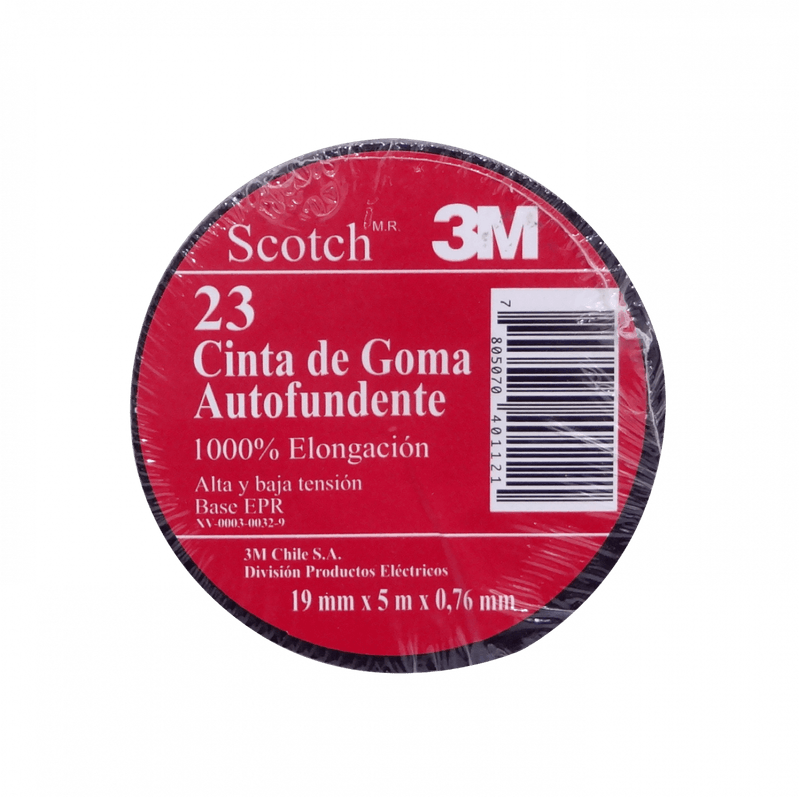 Scotch M.R. 3M
23
Cinta de Goma
Autofundente
1000% Elongación
Alta y baja tensión
Base EPR
NV-0003-0032-9
3M Chile S.A.
División Productos Eléctricos
19 mm x 5 m x 0,76 mm
7 805070 401121